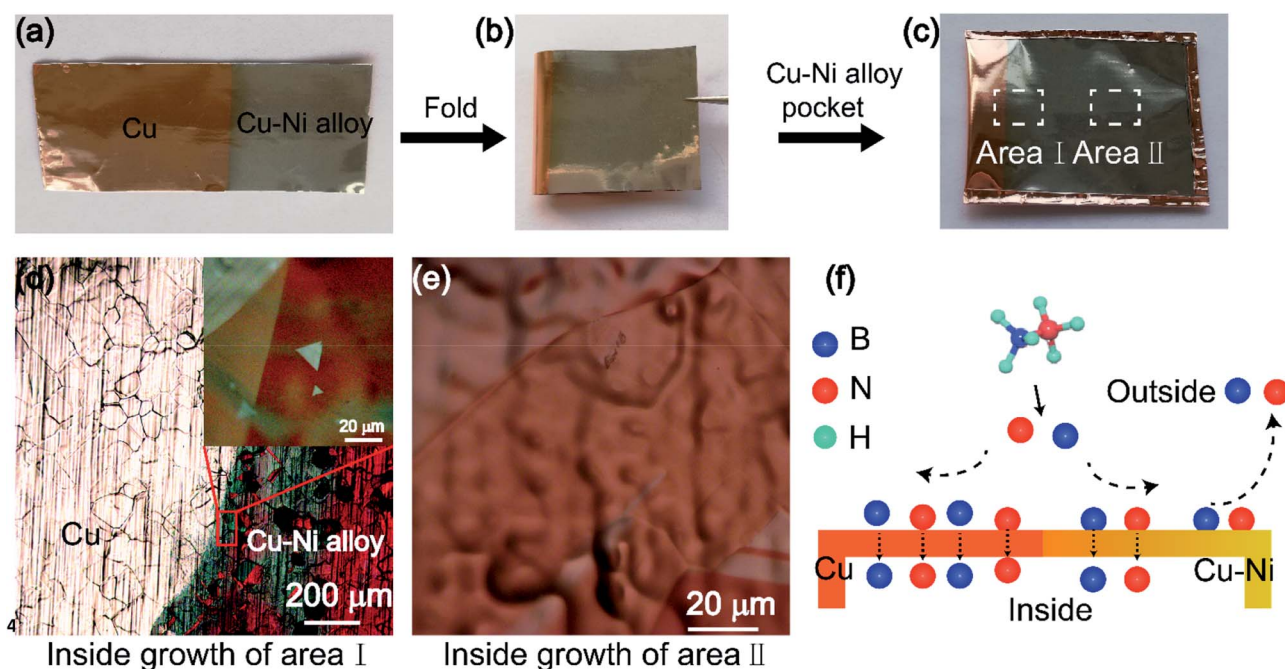 (a)
Cu
Cu-Ni alloy
Fold
(b)
Cu-Ni alloy
pocket
(c)
Area Ⅰ
Area Ⅱ
(d)
20 μm
Cu
Cu-Ni alloy
200 μm
4
Inside growth of area Ⅰ
(e)
20 μm
Inside growth of area Ⅱ
(f)
B
N
H
Outside
Cu
Inside
Cu-Ni